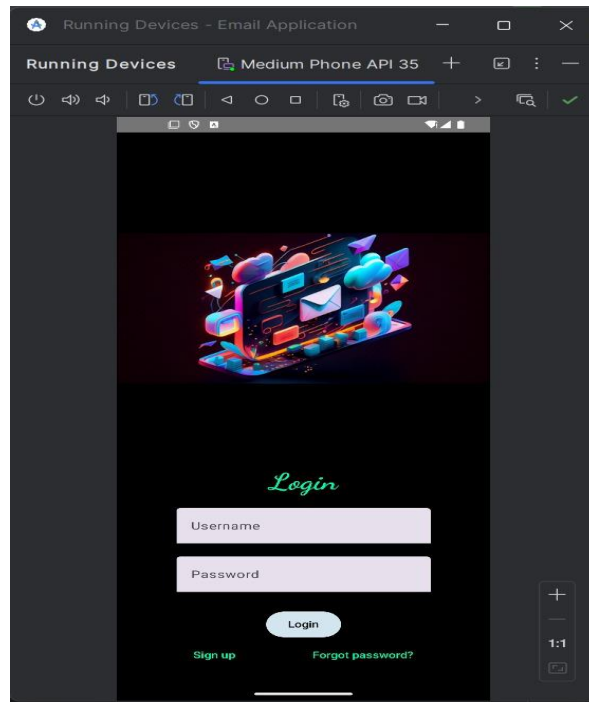 Running Devices - Email Application
Running Devices Medium Phone API 35
1:1
Login
Username
Password
Login
Sign up Forgot password?